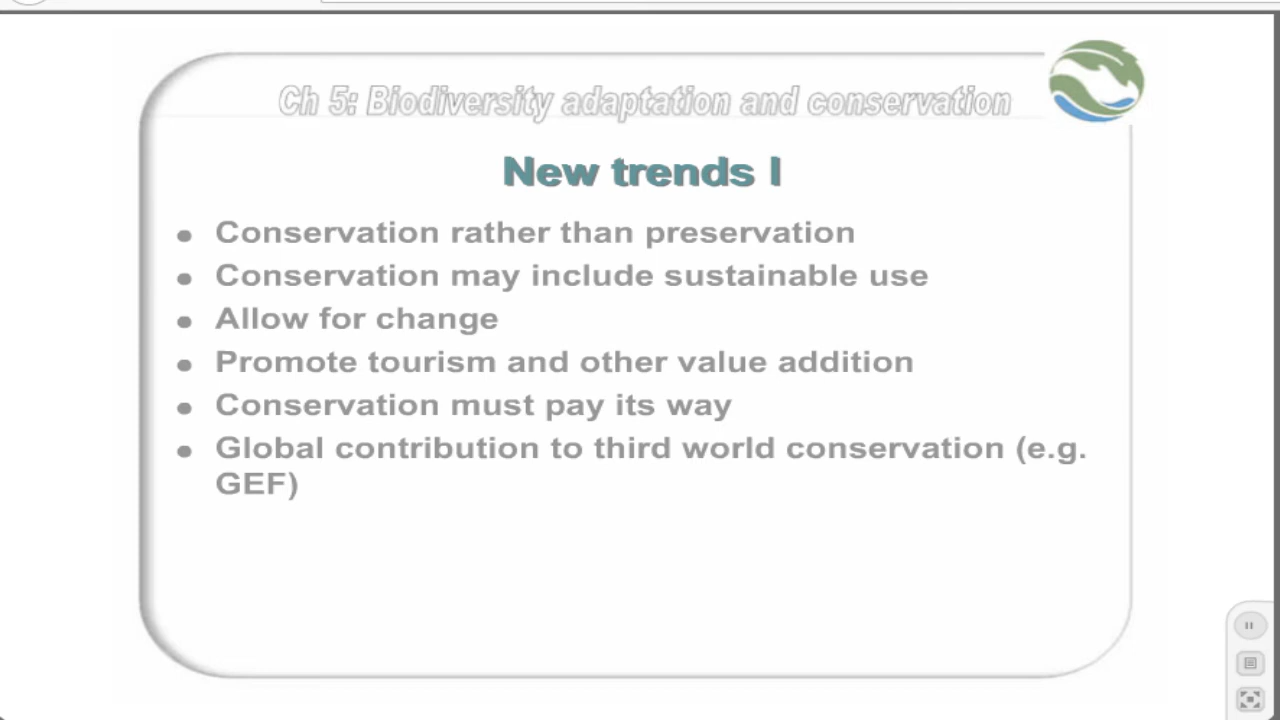 Ch 5: Biodiversity adaptation and conservation
New trends I
• Conservation rather than preservation
• Conservation may include sustainable use
• Allow for change
• Promote tourism and other value addition
• Conservation must pay its way
• Global contribution to third world conservation (e.g.
GEF)